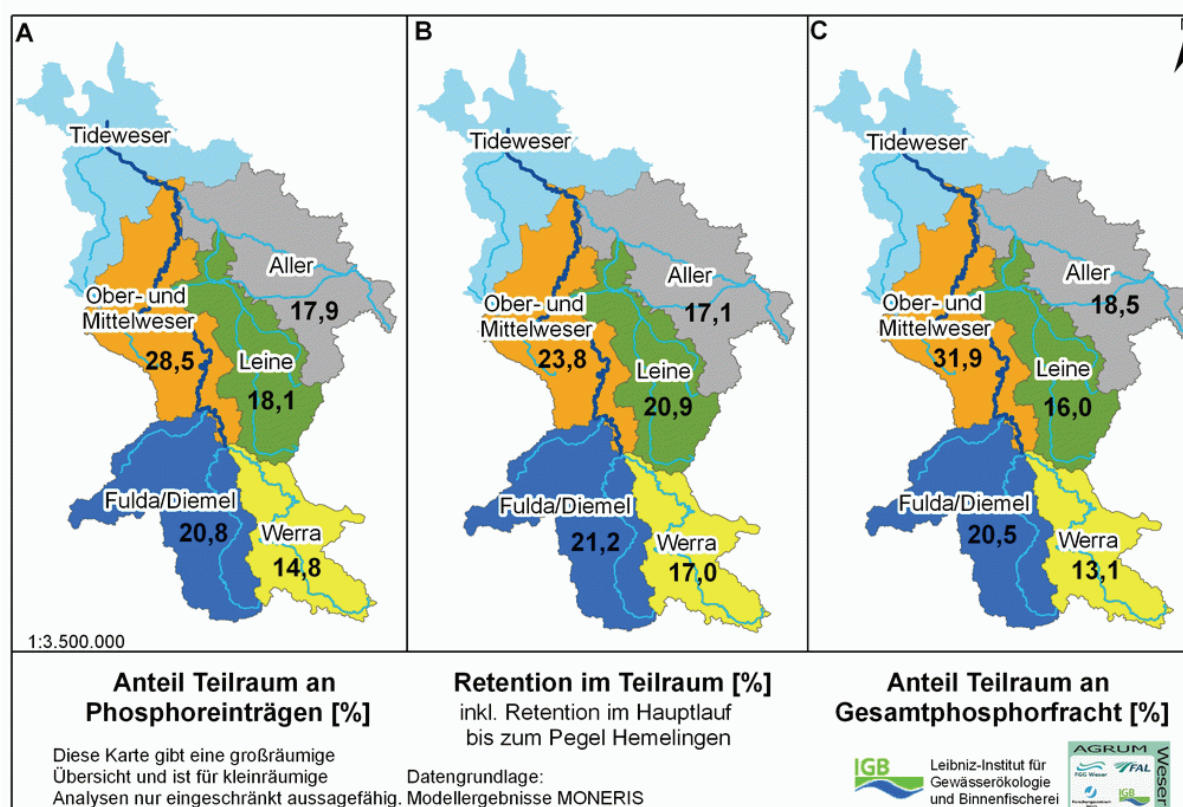 A
Tideweser
Aller
17,9
Ober- und
Mittelweser
28,5
Leine
18,1
Fulda/Diemel
20,8
Werra
14,8
1:3.500.000
B
Tideweser
Aller
17,1
Ober- und
Mittelweser
23,8
Leine
20,9
Fulda/Diemel
21,2
Werra
17,0
C
Tideweser
Aller
18,5
Ober- und
Mittelweser
31,9
Leine
16,0
Fulda/Diemel
20,5
Werra
13,1
Anteil Teilraum an
Phosphoreinträgen [%]
Diese Karte gibt eine großräumige
Übersicht und ist für kleinräumige
Analysen nur eingeschränkt aussagefähig.
Retention im Teilraum [%]
inkl. Retention im Hauptlauf
bis zum Pegel Hemelingen
Datengrundlage:
Modellergebnisse MONERIS
Anteil Teilraum an
Gesamtphosphorfracht [%]
IGB
Leibniz-Institut für
Gewässerökologie
und Binnenfischerei
AGRUM
Weser
FGG Weser
FAL
Forschungszentrum
IGB